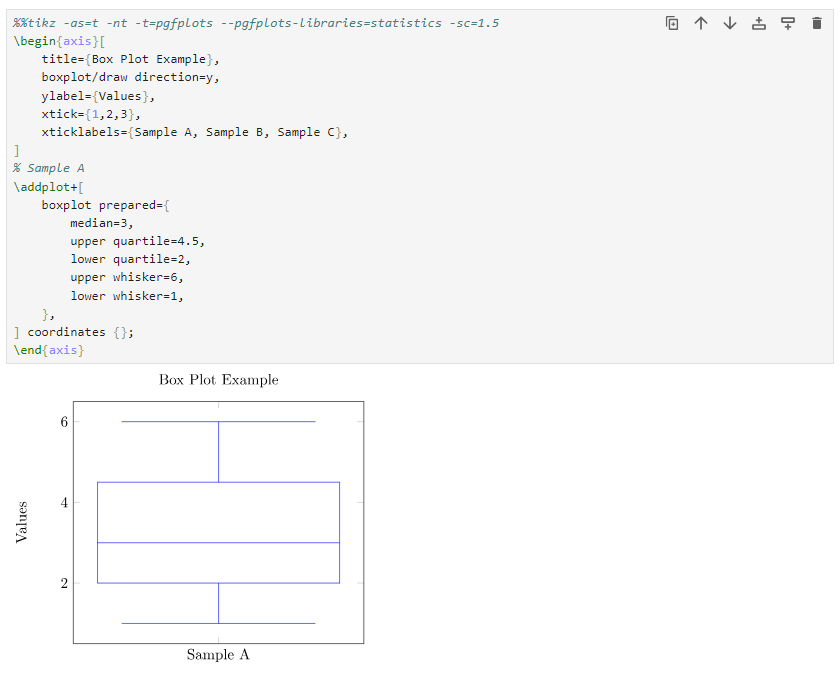 %%tikz -as=t -nt -t=pgfplots --pgfplots-libraries=statistics -sc=1.5
\begin{axis}[
    title={Box Plot Example},
    boxplot/draw direction=y,
    ylabel={Values},
    xtick={1,2,3},
    xticklabels={Sample A, Sample B, Sample C},
]
% Sample A
\addplot+[
    boxplot prepared={
        median=3,
        upper quartile=4.5,
        lower quartile=2,
        upper whisker=6,
        lower whisker=1,
    },
] coordinates {};
\end{axis}
Box Plot Example
6
4
2
Values
Sample A